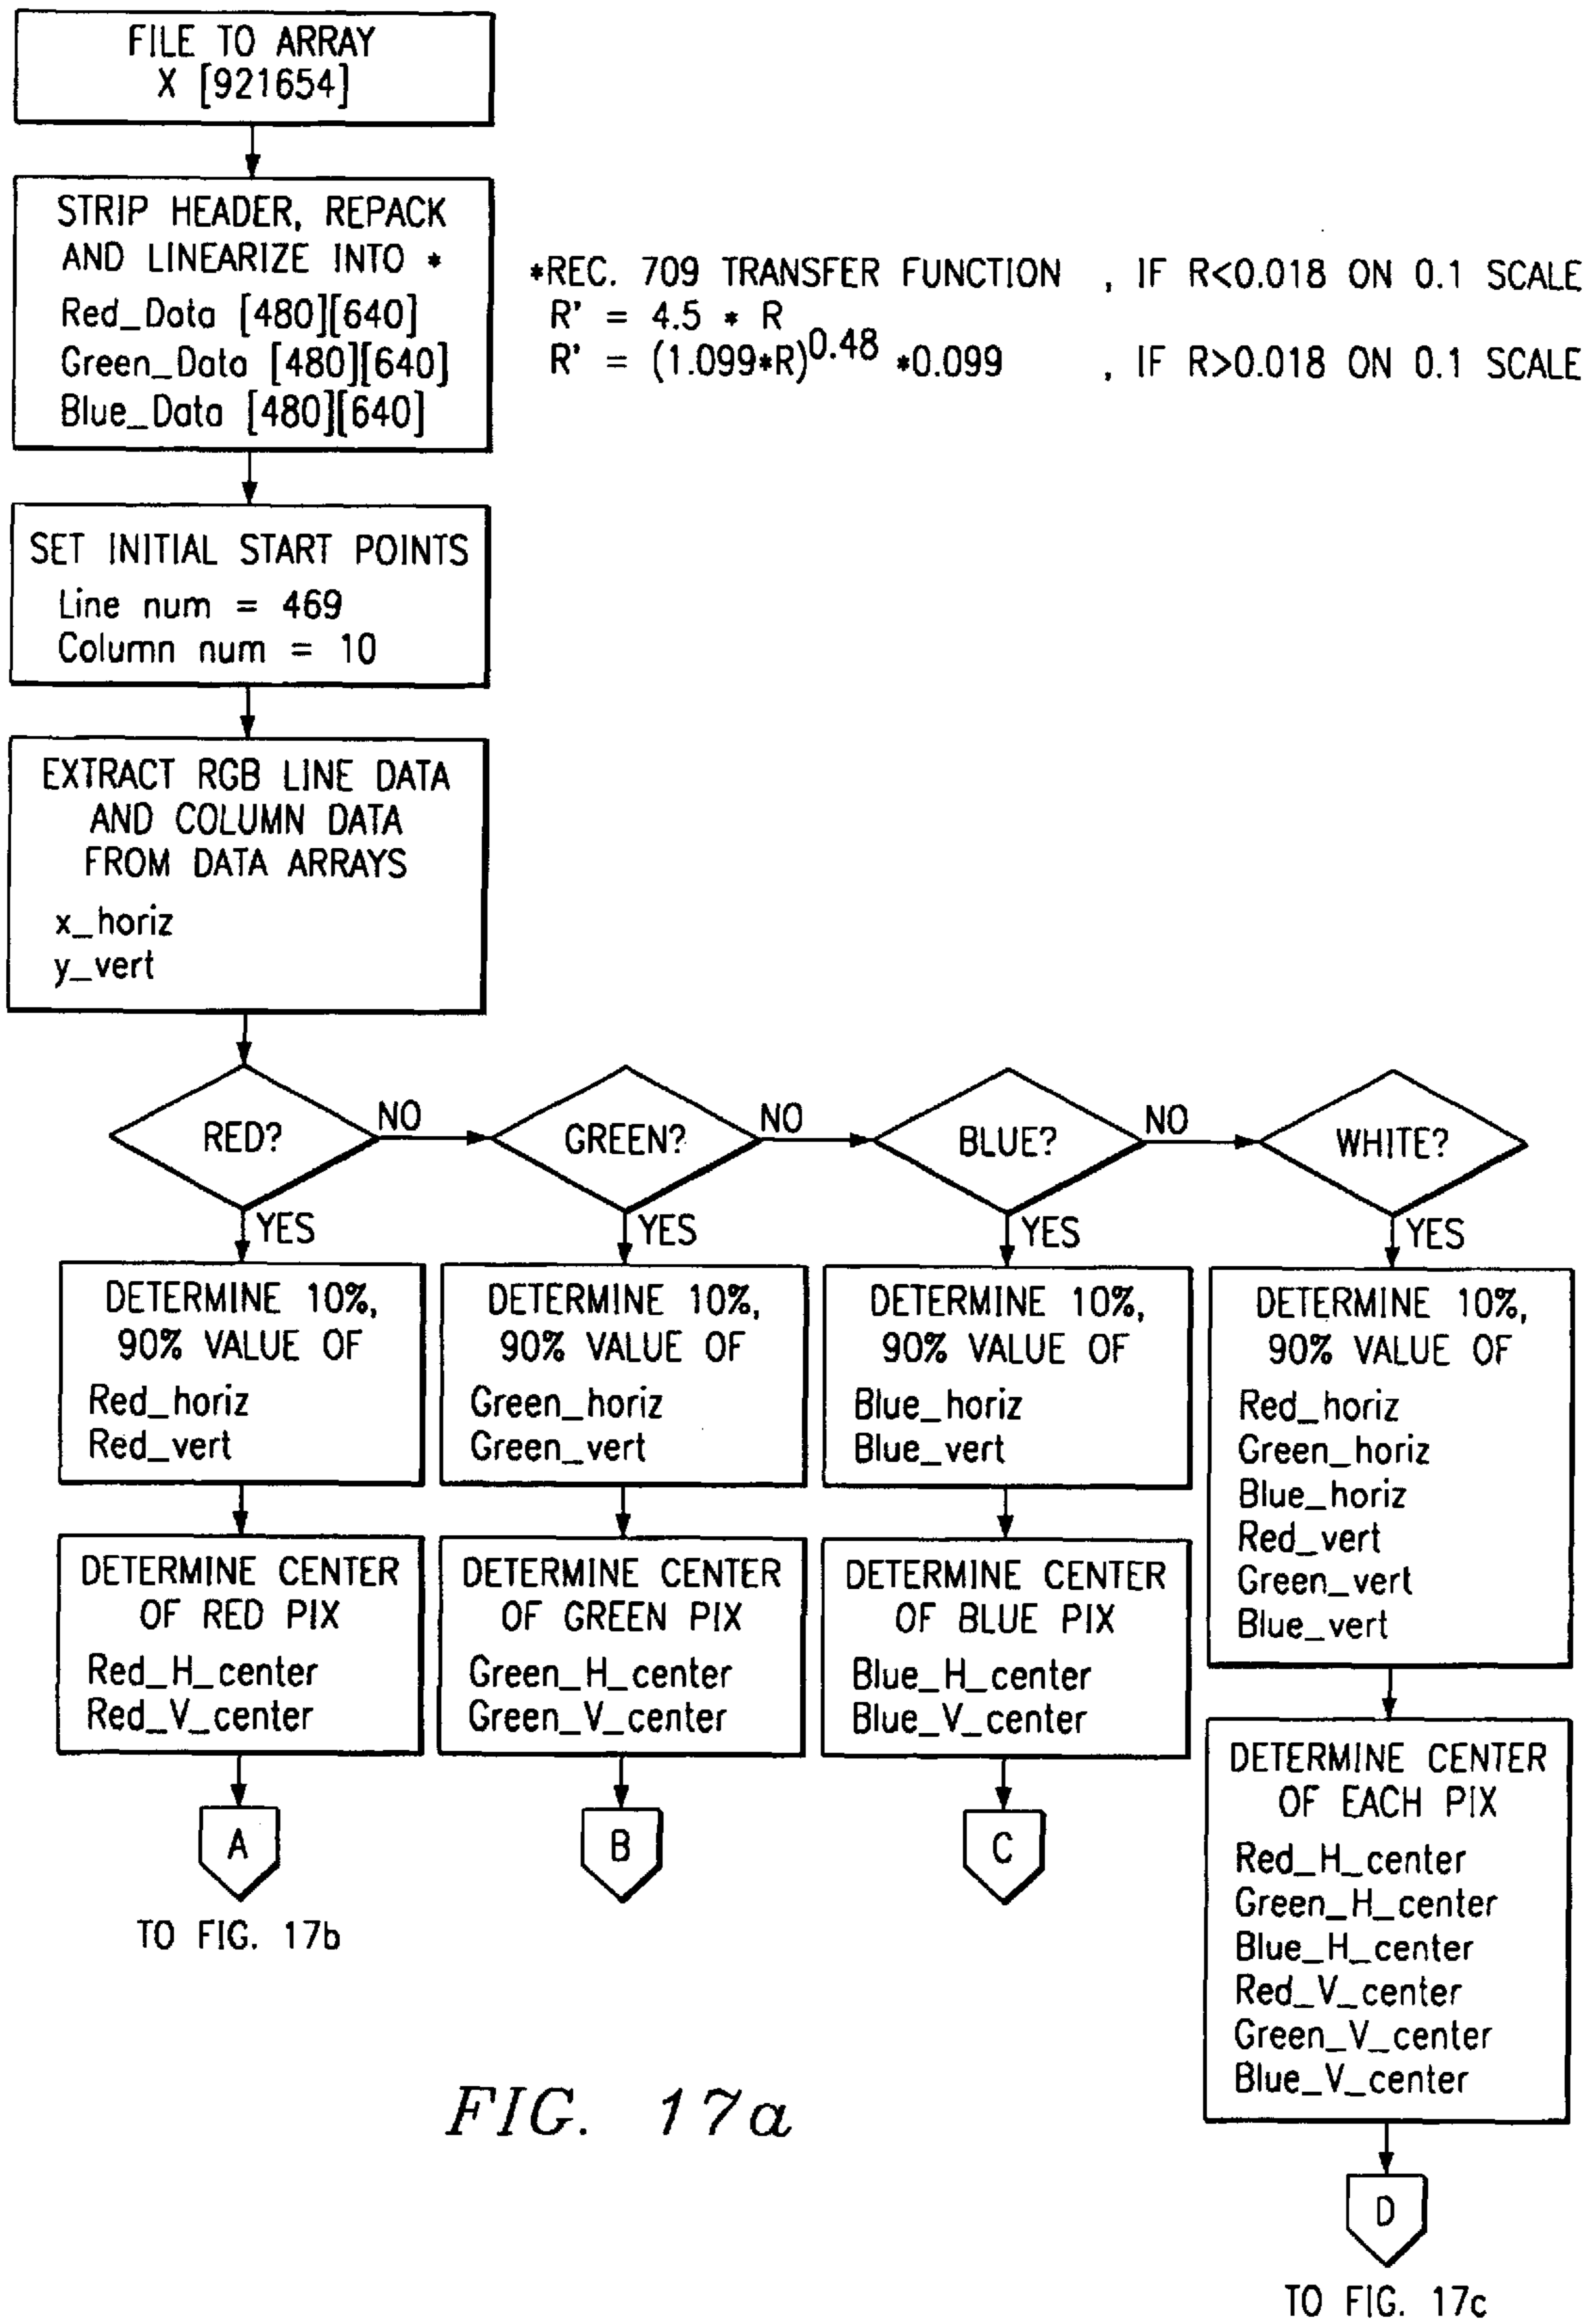 FILE TO ARRAY
X [921654]
STRIP HEADER, REPACK
AND LINEARIZE INTO *
Red_Data [480][640]
Green_Data [480][640]
Blue_Data [480][640]
*REC. 709 TRANSFER FUNCTION , IF R<0.018 ON 0.1 SCALE
R' = 4.5 * R
R' = (1.099*R)^0.48 *0.099 , IF R>0.018 ON 0.1 SCALE
SET INITIAL START POINTS
Line num = 469
Column num = 10
EXTRACT RGB LINE DATA
AND COLUMN DATA
FROM DATA ARRAYS
x_horiz
y_vert
RED?
NO
GREEN?
NO
BLUE?
NO
WHITE?
YES
YES
YES
YES
DETERMINE 10%,
90% VALUE OF
Red_horiz
Red_vert
DETERMINE 10%,
90% VALUE OF
Green_horiz
Green_vert
DETERMINE 10%,
90% VALUE OF
Blue_horiz
Blue_vert
DETERMINE 10%,
90% VALUE OF
Red_horiz
Green_horiz
Blue_horiz
Red_vert
Green_vert
Blue_vert
DETERMINE CENTER
OF RED PIX
Red_H_center
Red_V_center
DETERMINE CENTER
OF GREEN PIX
Green_H_center
Green_V_center
DETERMINE CENTER
OF BLUE PIX
Blue_H_center
Blue_V_center
DETERMINE CENTER
OF EACH PIX
Red_H_center
Green_H_center
Blue_H_center
Red_V_center
Green_V_center
Blue_V_center
A
B
C
TO FIG. 17b
D
TO FIG. 17c
FIG. 17a